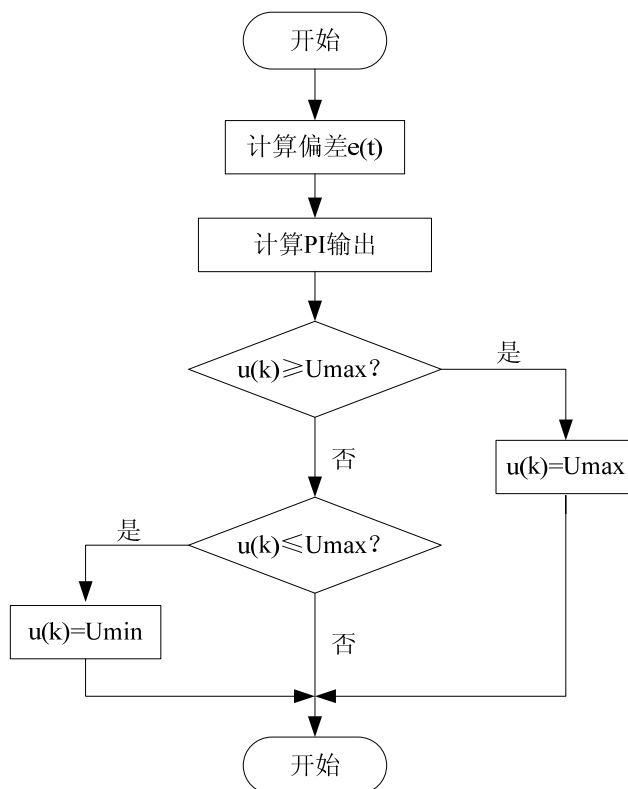 开始
计算偏差e(t)
计算PI输出
u(k)≥Umax?
是
否
u(k)=Umax
是
u(k)≤Umax?
u(k)=Umin
否
开始